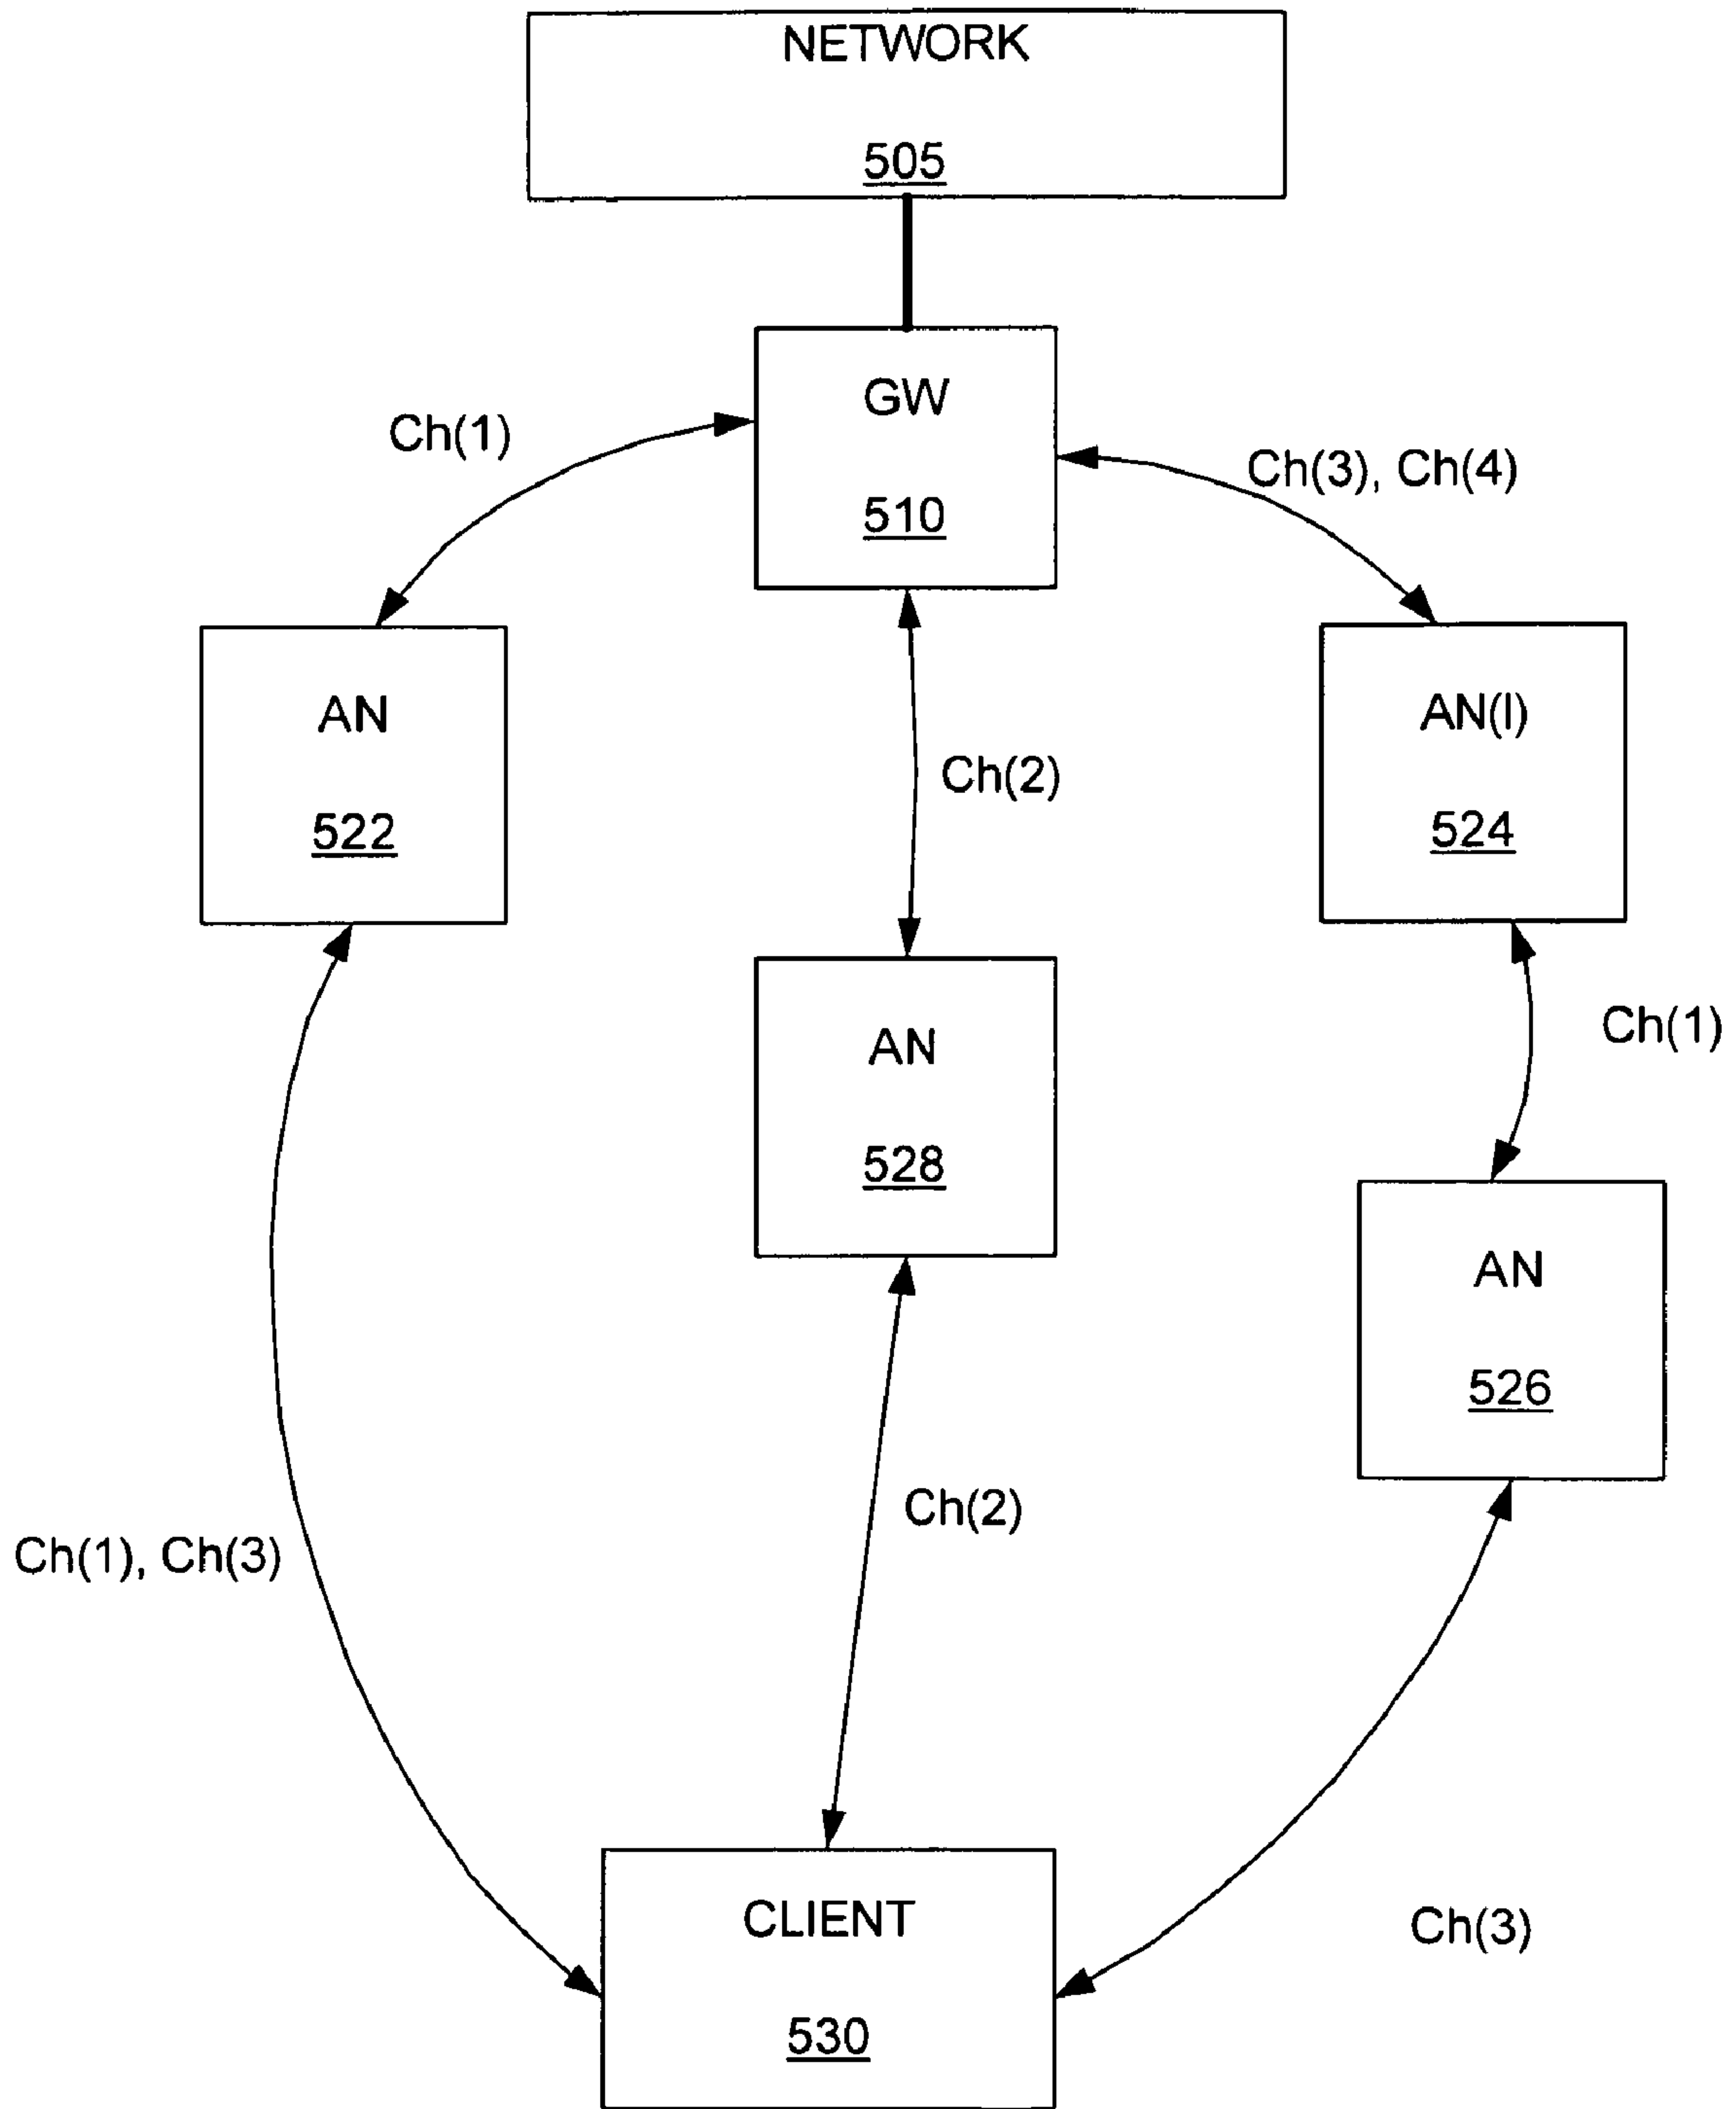 NETWORK
505
GW
510
Ch(1)
Ch(3), Ch(4)
AN
522
AN(I)
524
Ch(2)
AN
528
Ch(1)
AN
526
Ch(2)
Ch(1), Ch(3)
CLIENT
530
Ch(3)